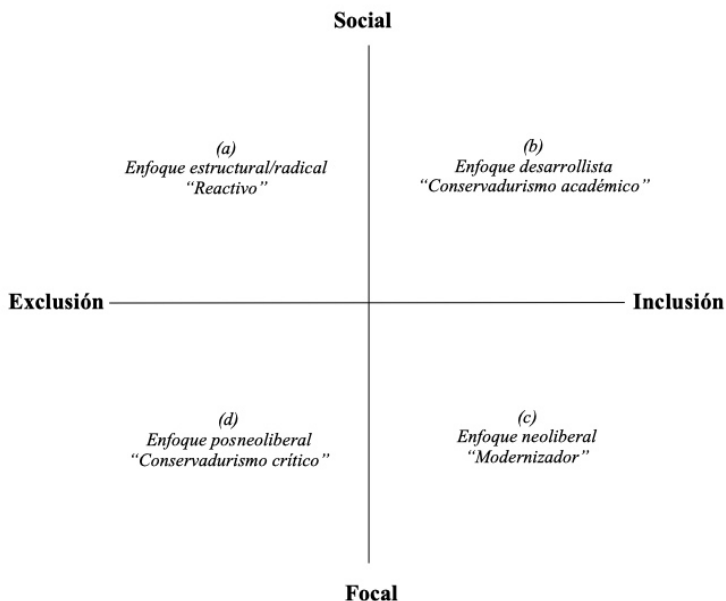 Social
(a)
Enfoque estructural/radical
“Reactivo”
(b)
Enfoque desarrollista
“Conservadurismo académico”
Exclusión
Inclusión
(d)
Enfoque posneoliberal
“Conservadurismo crítico”
(c)
Enfoque neoliberal
“Modernizador”
Focal